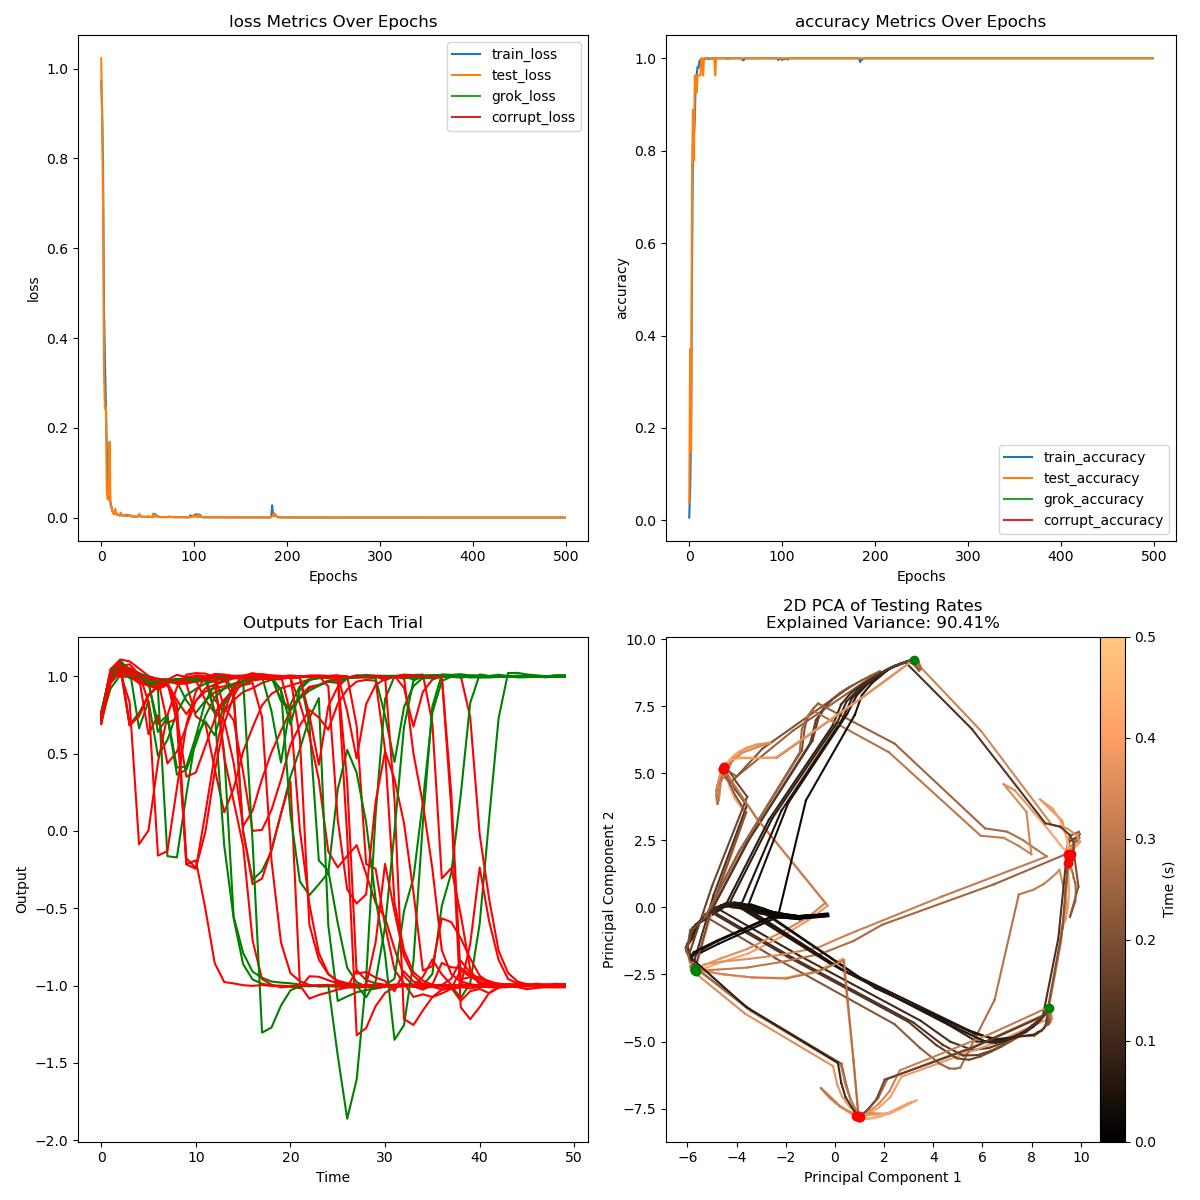 loss Metrics Over Epochs
1.0
0.8
0.6
0.4
0.2
0.0
loss
0
100
200
300
400
500
Epochs
train_loss
test_loss
grok_loss
corrupt_loss
accuracy Metrics Over Epochs
1.0
0.8
0.6
0.4
0.2
0.0
accuracy
0
100
200
300
400
500
Epochs
train_accuracy
test_accuracy
grok_accuracy
corrupt_accuracy
Outputs for Each Trial
1.0
0.5
0.0
−0.5
−1.0
−1.5
−2.0
Output
0
10
20
30
40
50
Time
2D PCA of Testing Rates
Explained Variance: 90.41%
10.0
7.5
5.0
2.5
0.0
−2.5
−5.0
−7.5
Principal Component 2
−6
−4
−2
0
2
4
6
8
10
Principal Component 1
0.5
0.4
0.3
0.2
0.1
0.0
Time (s)